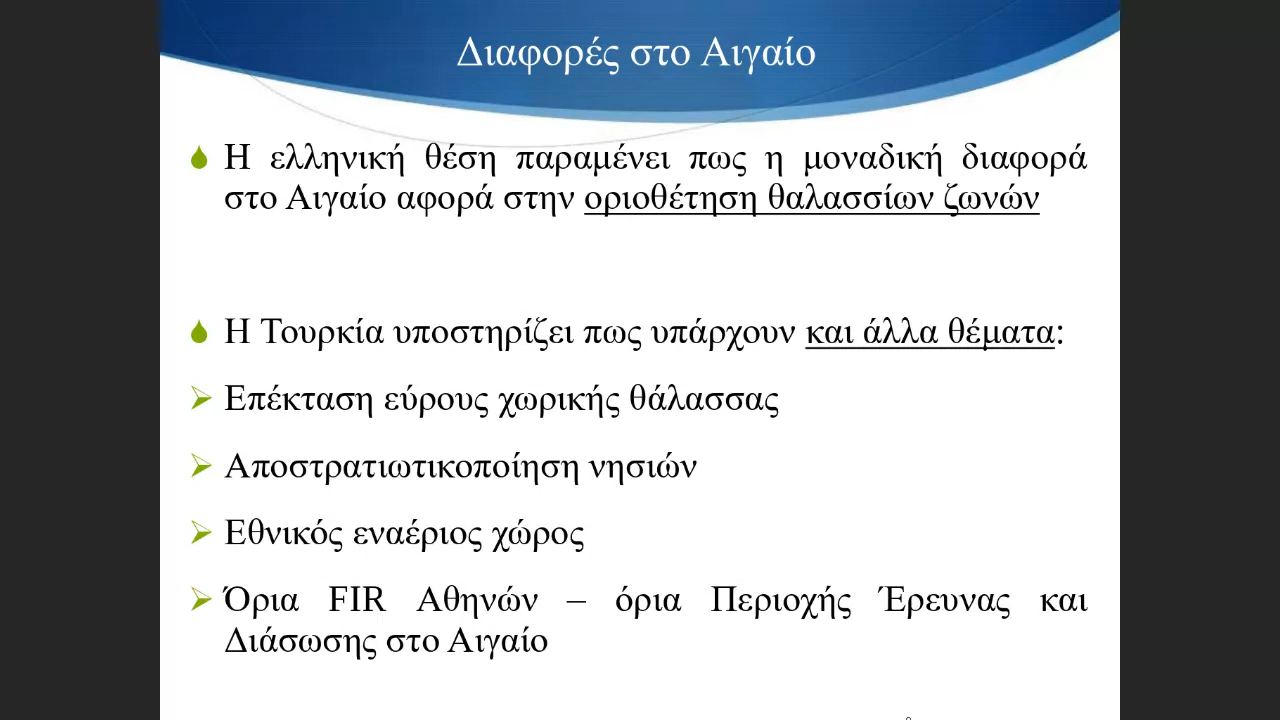 Διαφορές στο Αιγαίο
Η ελληνική θέση παραμένει πως η μοναδική διαφορά
στο Αιγαίο αφορά στην οριοθέτηση θαλασσίων ζωνών
Η Τουρκία υποστηρίζει πως υπάρχουν και άλλα θέματα:
Επέκταση εύρους χωρικής θάλασσας
Αποστρατιωτικοποίηση νησιών
Εθνικός εναέριος χώρος
Όρια FIR Αθηνών – όρια Περιοχής Έρευνας και
Διάσωσης στο Αιγαίο